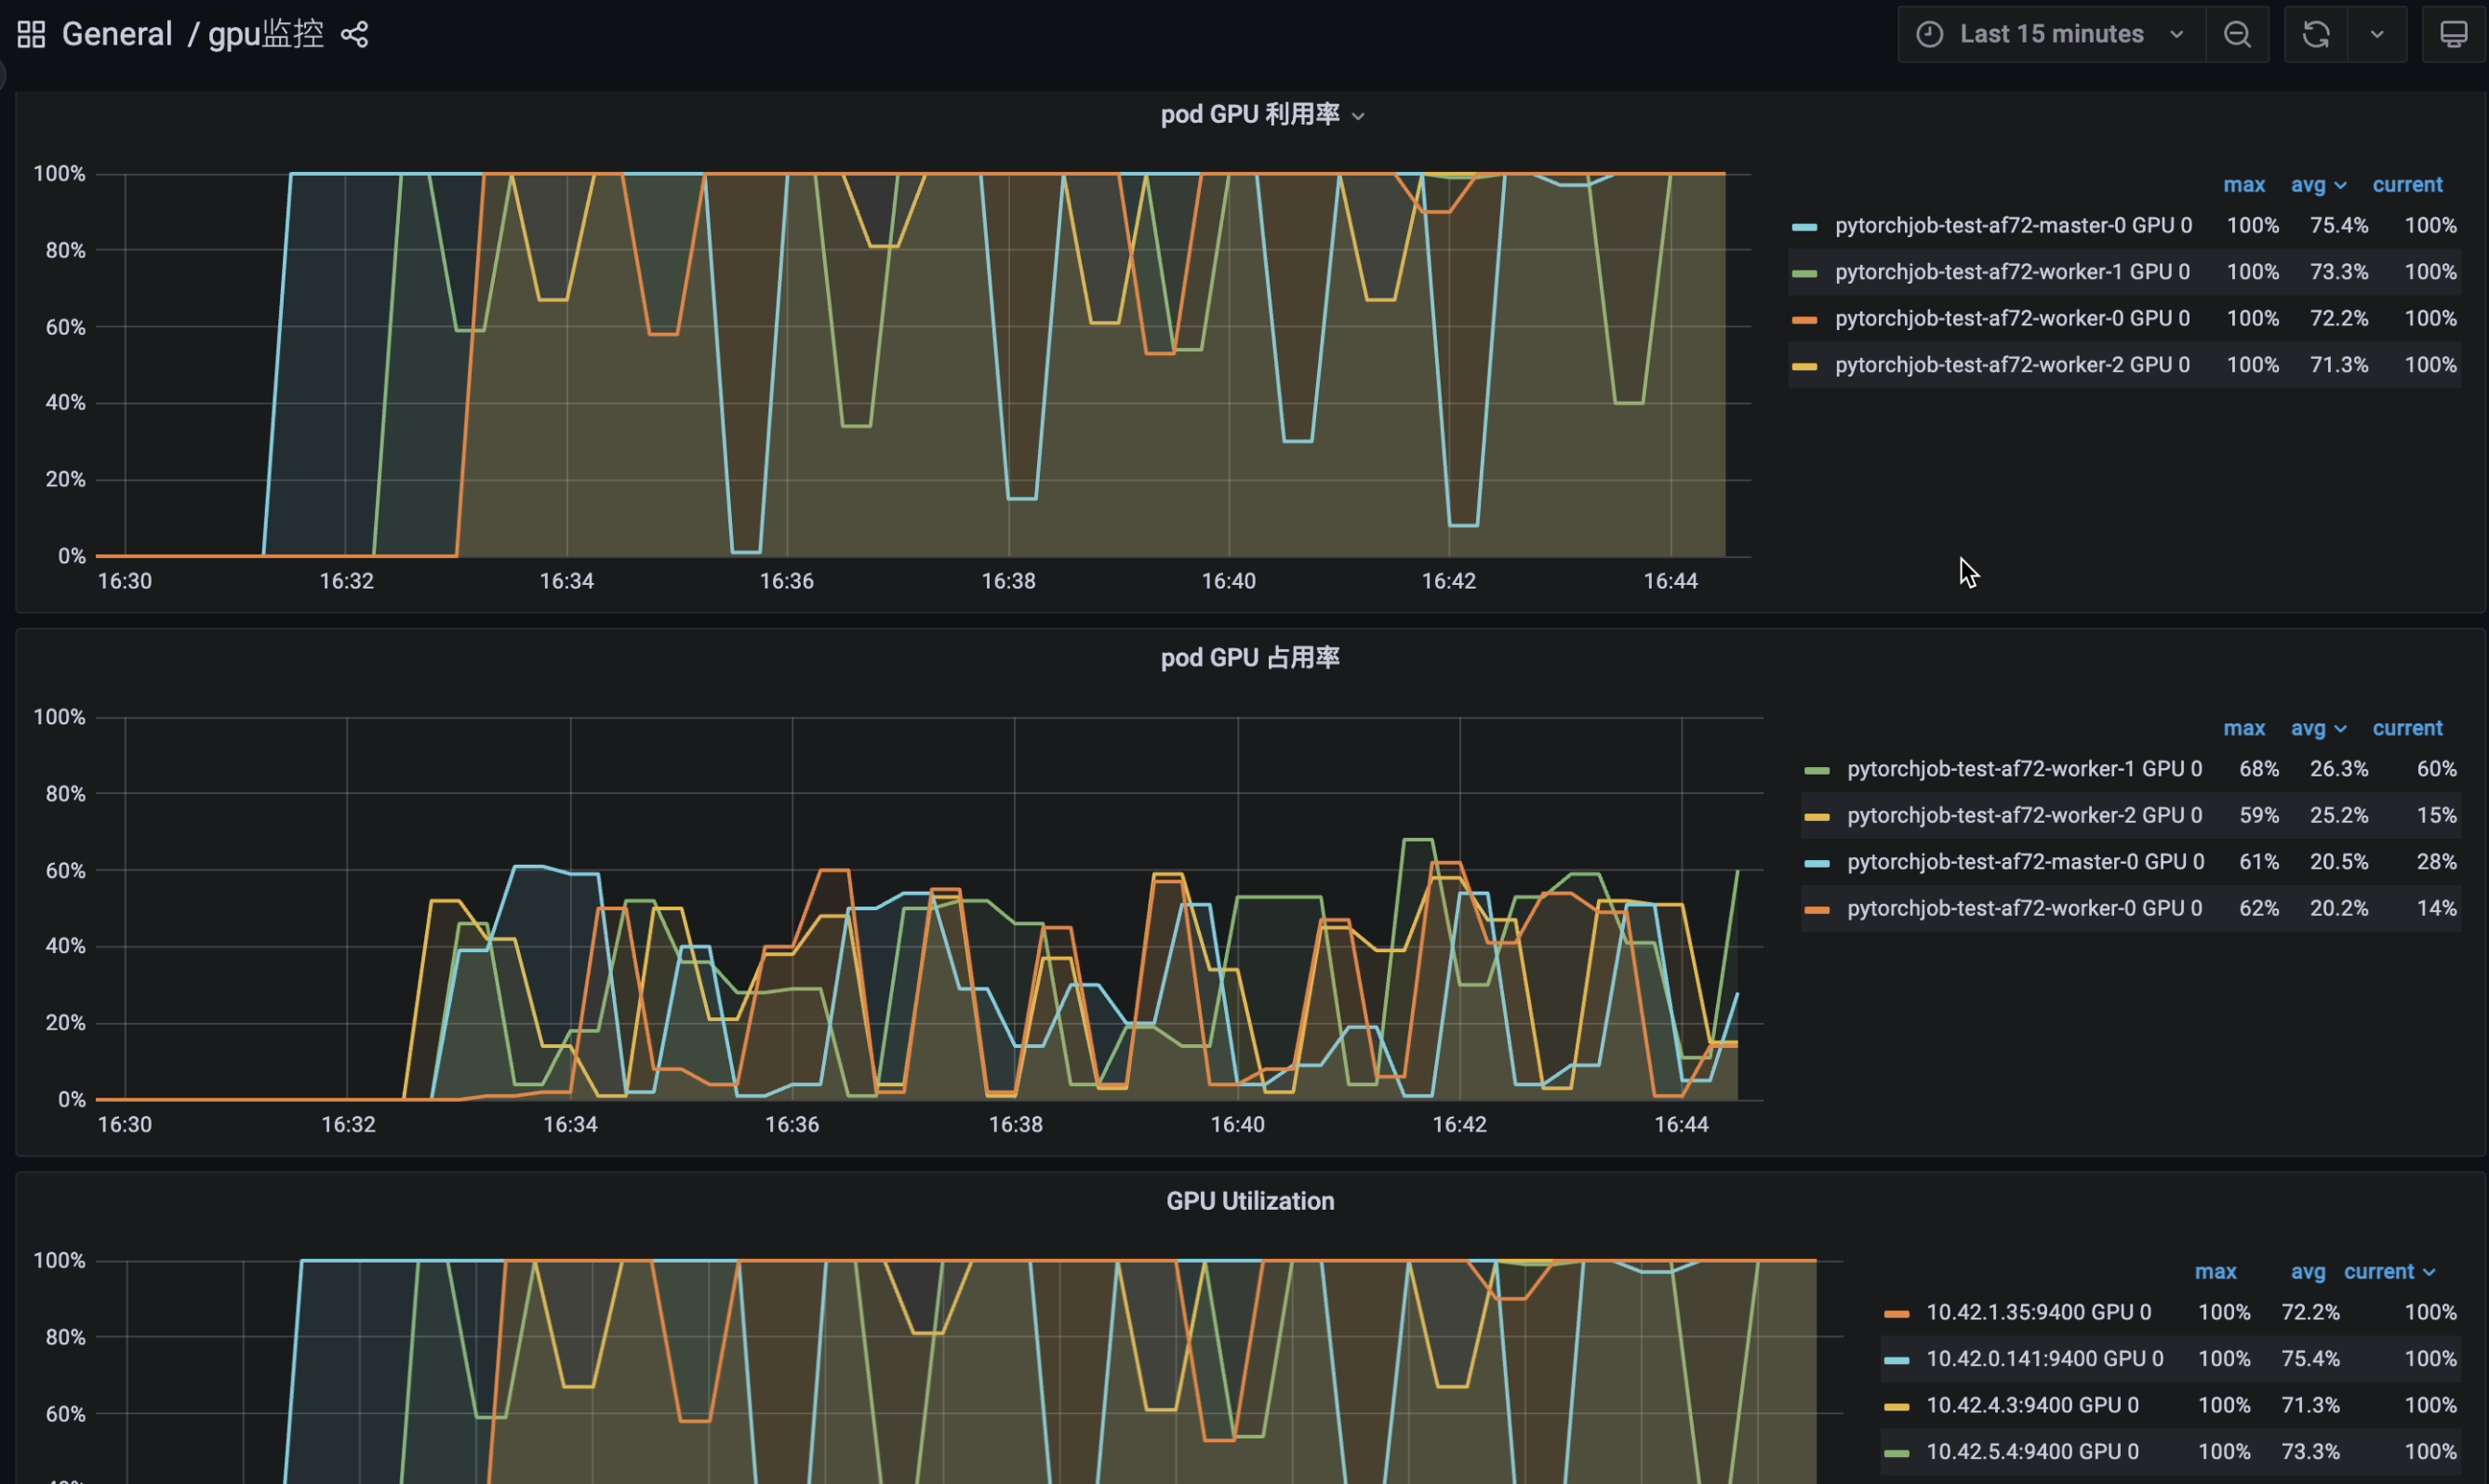 General / gpu监控
Last 15 minutes
pod GPU 利用率
100%
80%
60%
40%
20%
0%
16:30 16:32 16:34 16:36 16:38 16:40 16:42 16:44
max avg current
pytorchjob-test-af72-master-0 GPU 0 100% 75.4% 100%
pytorchjob-test-af72-worker-1 GPU 0 100% 73.3% 100%
pytorchjob-test-af72-worker-0 GPU 0 100% 72.2% 100%
pytorchjob-test-af72-worker-2 GPU 0 100% 71.3% 100%
pod GPU 占用率
100%
80%
60%
40%
20%
0%
16:30 16:32 16:34 16:36 16:38 16:40 16:42 16:44
max avg current
pytorchjob-test-af72-worker-1 GPU 0 68% 26.3% 60%
pytorchjob-test-af72-worker-2 GPU 0 59% 25.2% 15%
pytorchjob-test-af72-master-0 GPU 0 61% 20.5% 28%
pytorchjob-test-af72-worker-0 GPU 0 62% 20.2% 14%
GPU Utilization
100%
80%
60%
max avg current
10.42.1.35:9400 GPU 0 100% 72.2% 100%
10.42.0.141:9400 GPU 0 100% 75.4% 100%
10.42.4.3:9400 GPU 0 100% 71.3% 100%
10.42.5.4:9400 GPU 0 100% 73.3% 100%